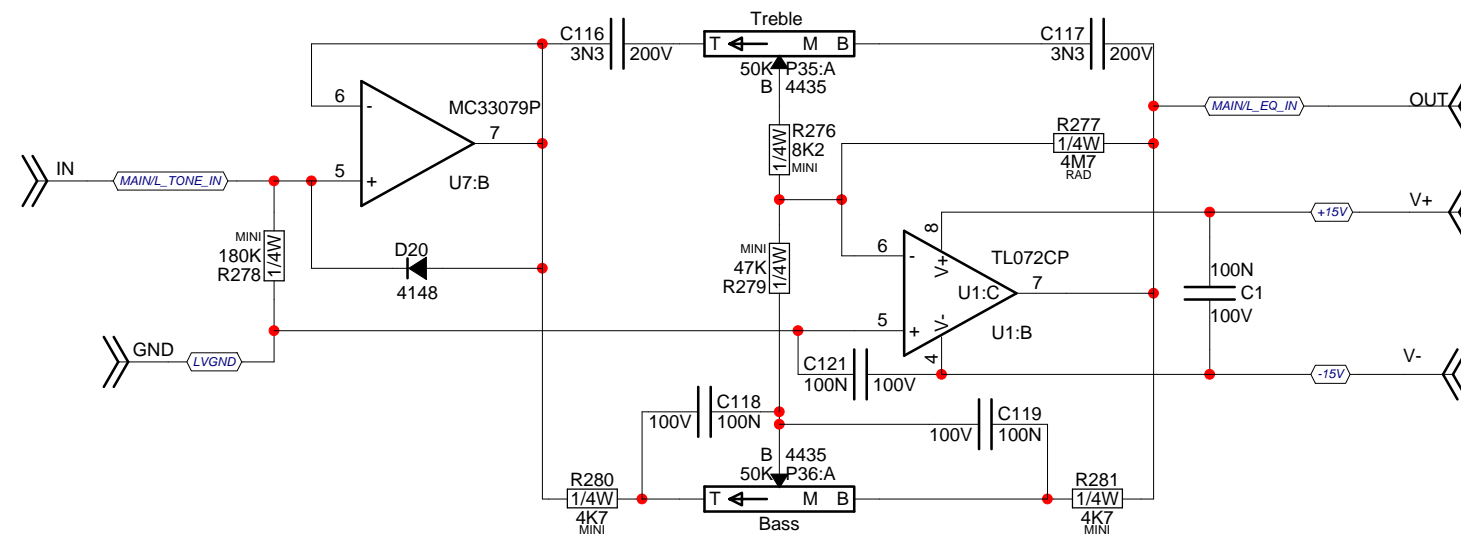 Treble
C116
3N3
200V
T
M B
C117
3N3
200V
50K P35:A
B 4435
MAIN/L_EQ_IN
OUT
6
-
MC33079P
7
R276
8K2
1/4W
MINI
R277
1/4W
4M7
RAD
IN
MAIN/L_TONE_IN
5
+
U7:B
V+
+15V
MINI
180K
R278
1/4W
D20
4148
MINI
47K
R279
1/4W
6
-
8
V+
TL072CP
7
U1:C
100N
C1
100V
5
+
V-
4
U1:B
GND
LVGND
C121
100N
100V
V-
-15V
C118
100V
100N
C119
100V
100N
B 4435
50K P36:A
R280
1/4W
4K7
MINI
T
M B
R281
1/4W
4K7
MINI
Bass